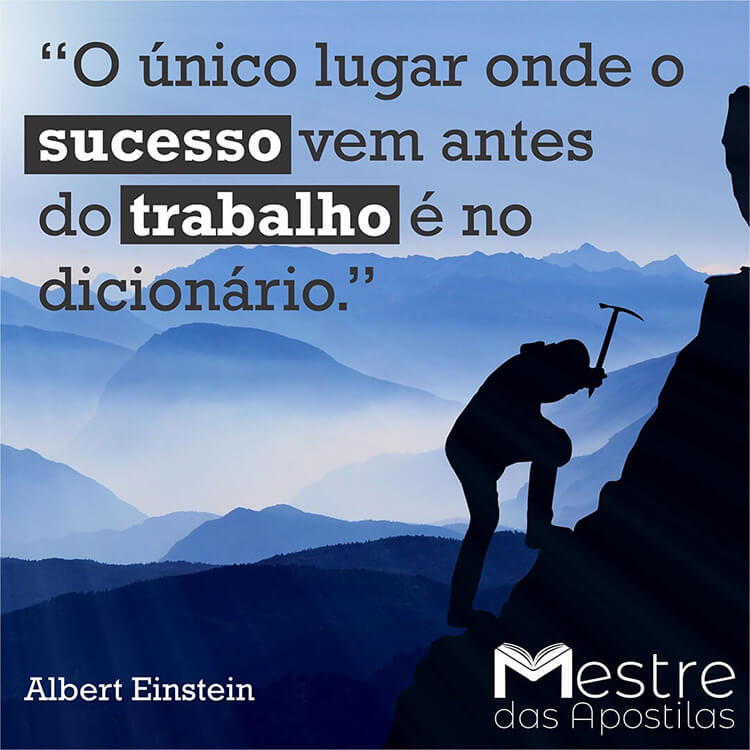 “O único lugar onde o
sucesso vem antes
do trabalho é no
dicionário.”
Albert Einstein
Mestre
das Apostilas